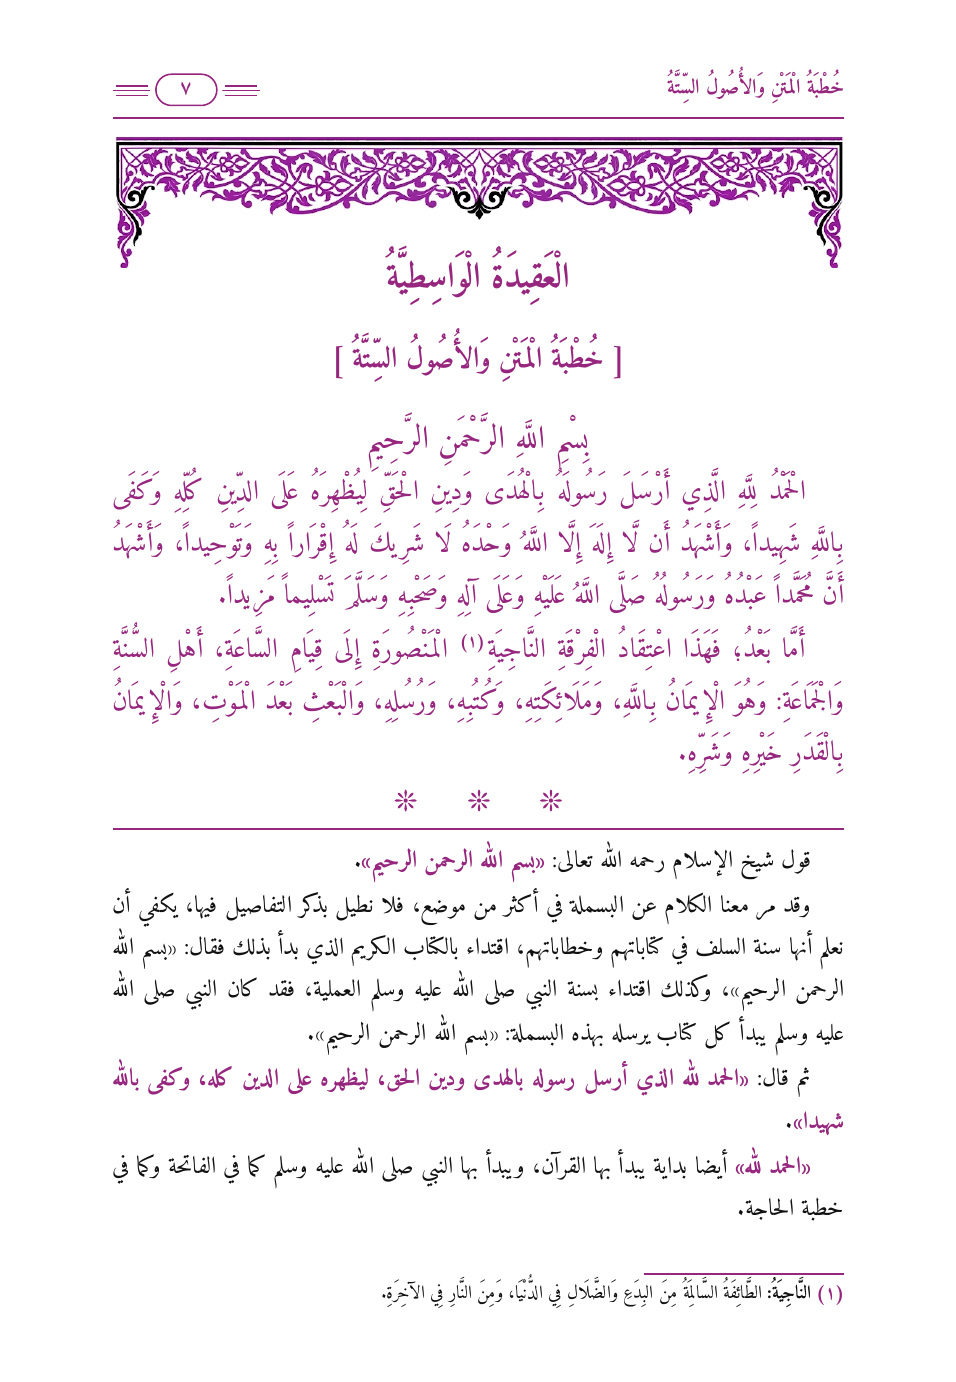 خُطْبَةُ الْمَتْنِ وَالأُصُولُ السِّتَّةُ
٧
الْعَقِيدَةُ الْوَاسِطِيَّةُ
[ خُطْبَةُ الْمَتْنِ وَالأُصُولُ السِّتَّةُ ]
بِسْمِ اللَّهِ الرَّحْمَنِ الرَّحِيمِ
الْحَمْدُ لِلَّهِ الَّذِي أَرْسَلَ رَسُولَهُ بِالْهُدَى وَدِينِ الْحَقِّ لِيُظْهِرَهُ عَلَى الدِّينِ كُلِّهِ وَكَفَى
بِاللَّهِ شَهِيداً، وَأَشْهَدُ أَن لَّا إِلَهَ إِلَّا اللَّهُ وَحْدَهُ لَا شَرِيكَ لَهُ إِقْرَاراً بِهِ وَتَوْحِيداً، وَأَشْهَدُ
أَنَّ مُحَمَّداً عَبْدُهُ وَرَسُولُهُ صَلَّى اللَّهُ عَلَيْهِ وَعَلَى آلِهِ وَصَحْبِهِ وَسَلَّمَ تَسْلِيماً مَزِيداً.
أَمَّا بَعْدُ؛ فَهَذَا اعْتِقَادُ الْفِرْقَةِ النَّاجِيَةِ(١) الْمَنْصُورَةِ إِلَى قِيَامِ السَّاعَةِ، أَهْلِ السُّنَّةِ
وَالْجَمَاعَةِ: وَهُوَ الْإِيمَانُ بِاللَّهِ، وَمَلَائِكَتِهِ، وَكُتُبِهِ، وَرُسُلِهِ، وَالْبَعْثِ بَعْدَ الْمَوْتِ، وَالْإِيمَانُ
بِالْقَدَرِ خَيْرِهِ وَشَرِّهِ.
قول شيخ الإسلام رحمه الله تعالى: «بسم الله الرحمن الرحيم».
وقد مر معنا الكلام عن البسملة في أكثر من موضع، فلا نطيل بذكر التفاصيل فيها، يكفي أن
نعلم أنها سنة السلف في كتاباتهم وخطاباتهم، اقتداء بالكتاب الكريم الذي بدأ بذلك فقال: «بسم الله
الرحمن الرحيم»، وكذلك اقتداء بسنة النبي صلى الله عليه وسلم العملية، فقد كان النبي صلى الله
عليه وسلم يبدأ كل كتاب يرسله بهذه البسملة: «بسم الله الرحمن الرحيم».
ثم قال: «الحمد لله الذي أرسل رسوله بالهدى ودين الحق، ليظهره على الدين كله، وكفى بالله
شهيدا».
«الحمد لله» أيضا بداية يبدأ بها القرآن، ويبدأ بها النبي صلى الله عليه وسلم كما في الفاتحة وكما في
خطبة الحاجة.
(١) النَّاجِيَةُ: الطَّائِفَةُ السَّالِمَةُ مِنَ البِدَعِ وَالضَّلَالِ فِي الدُّنْيَا، وَمِنَ النَّارِ فِي الآخِرَةِ.